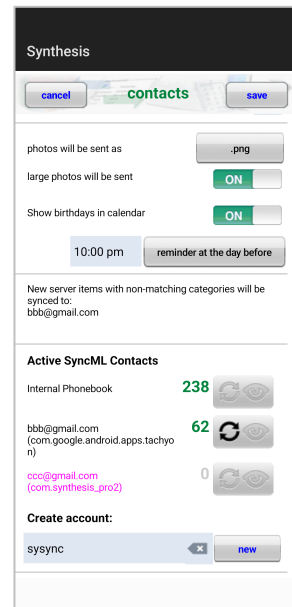 Synthesis
cancel
contacts
save
photos will be sent as
.png
large photos will be sent
ON
Show birthdays in calendar
ON
10:00 pm
reminder at the day before
New server items with non-matching categories will be
synced to:
bbb@gmail.com
Active SyncML Contacts
Internal Phonebook
238
bbb@gmail.com
62
(com.google.android.apps.tachyo
n)
ccc@gmail.com
0
(com.synthesis_pro2)
Create account:
sysync
new